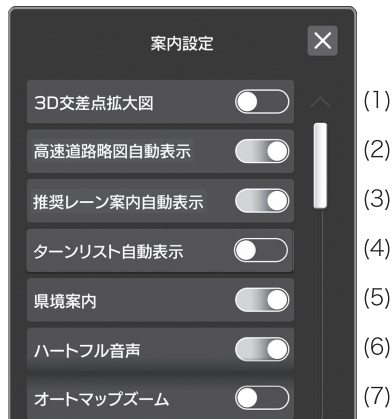 案内設定
3D交差点拡大図 (1)
高速道路略図自動表示 (2)
推奨レーン案内自動表示 (3)
ターンリスト自動表示 (4)
県境案内 (5)
ハートフル音声 (6)
オートマップズーム (7)